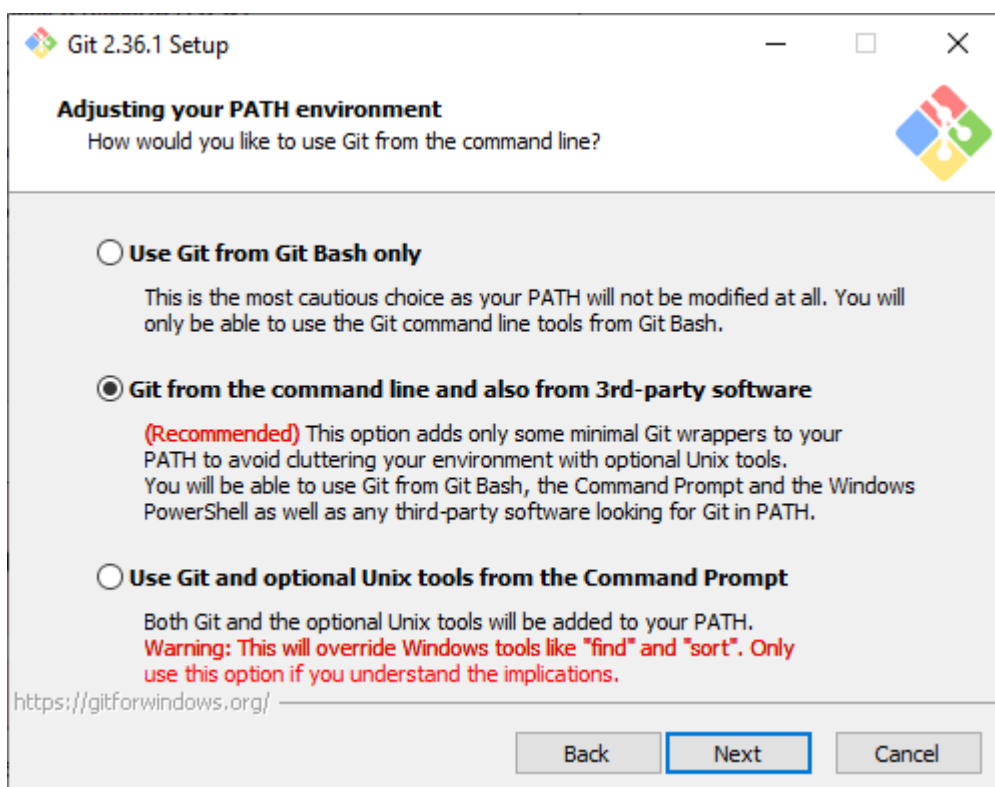 Git 2.36.1 Setup
Adjusting your PATH environment
How would you like to use Git from the command line?
Use Git from Git Bash only
This is the most cautious choice as your PATH will not be modified at all. You will
only be able to use the Git command line tools from Git Bash.
Git from the command line and also from 3rd-party software
(Recommended) This option adds only some minimal Git wrappers to your
PATH to avoid cluttering your environment with optional Unix tools.
You will be able to use Git from Git Bash, the Command Prompt and the Windows
PowerShell as well as any third-party software looking for Git in PATH.
Use Git and optional Unix tools from the Command Prompt
Both Git and the optional Unix tools will be added to your PATH.
Warning: This will override Windows tools like "find" and "sort". Only
use this option if you understand the implications.
https://gitforwindows.org/
Back
Next
Cancel